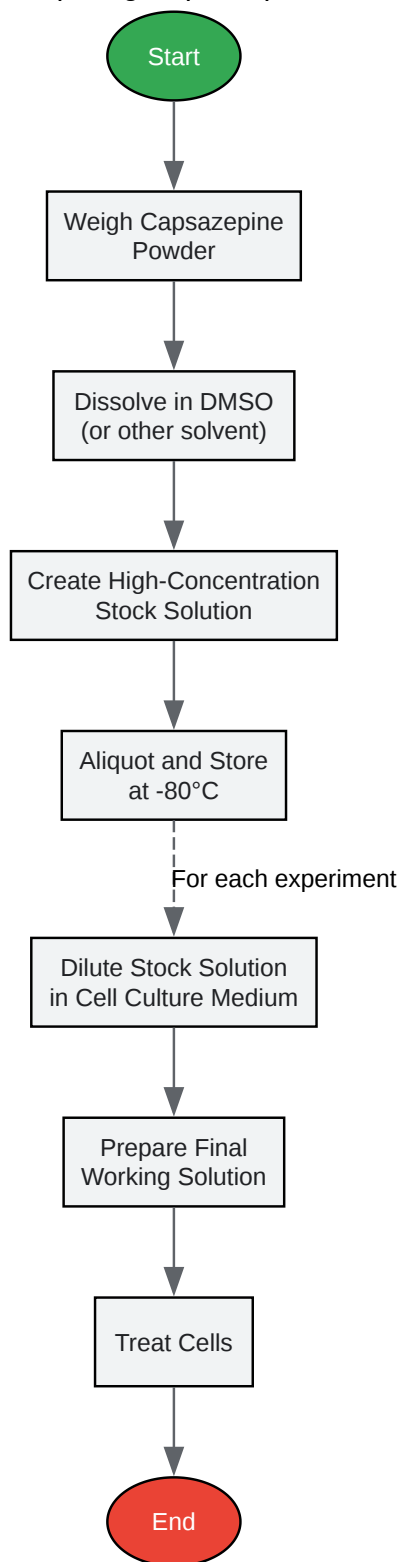 Start
Weigh Capsazepine
Powder
Dissolve in DMSO
(or other solvent)
Create High-Concentration
Stock Solution
Aliquot and Store
at -80°C
For each experiment
Dilute Stock Solution
in Cell Culture Medium
Prepare Final
Working Solution
Treat Cells
End